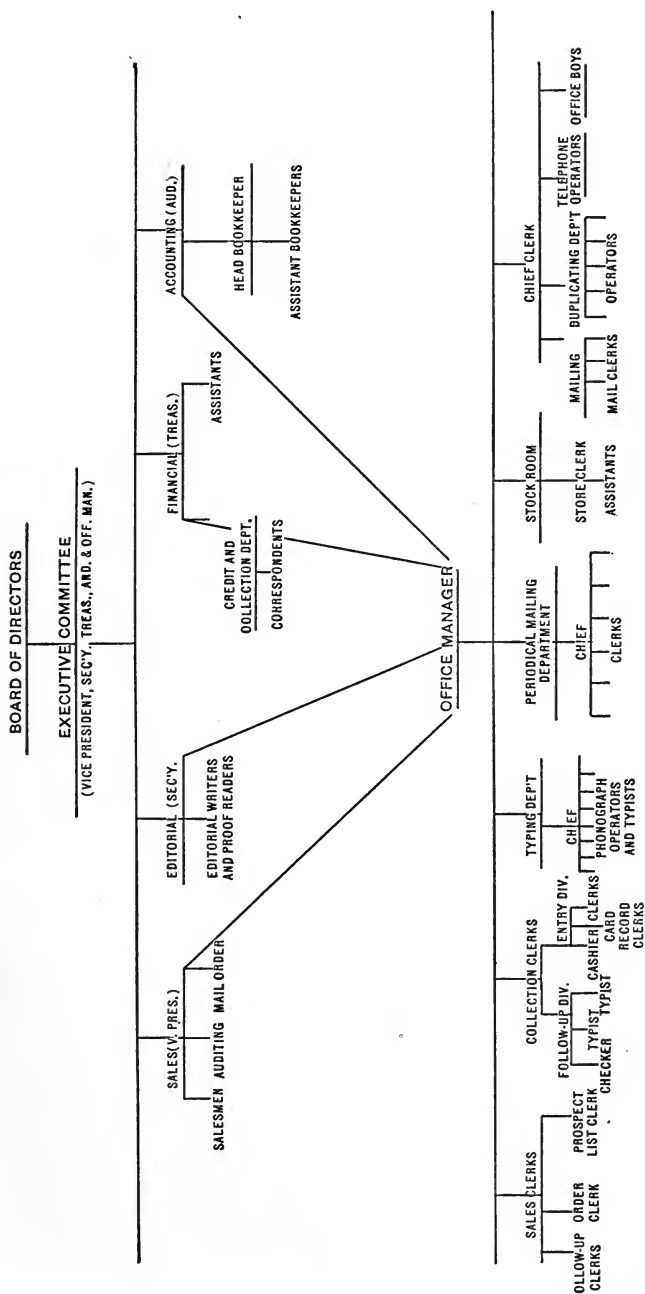 BOARD OF DIRECTORS
EXECUTIVE COMMITTEE
(VICE PRESIDENT, SEC'Y., TREAS., ARD. & OFF. MAN.)
SALES (V. PRES.)
SALESMEN
AUDITING
MAIL ORDER
EDITORIAL (SEC'Y.
EDITORIAL WRITERS
AND PROOF READERS
FINANCIAL (TREAS.)
CREDIT AND
OOLLECTION DEPT.
CORRESPONDENTS
ASSISTANTS
ACCOUNTING (AUD.)
HEAD BOOKKEEPER
ASSISTANT BOOKKEEPERS
OFFICE MANAGER
SALES CLERKS
OLLOW-UP
CLERKS
ORDER
CLERK
PROSPECT
LIST CLERK
COLLECTION CLERKS
FOLLOW-UP DIV.
CHECKER
TYPIST
TYPIST
ENTRY DIV.
CASHIER
CLERKS
CARD
RECORD
CLERKS
TYPING DEP'T
CHIEF
PHONOGRAPH
OPERATORS
AND TYPISTS
PERIODICAL MAILING
DEPARTMENT
CHIEF
CLERKS
STOCK ROOM
STORE CLERK
ASSISTANTS
CHIEF CLERK
MAILING
MAIL CLERKS
DUPLICATING DEP'T
OPERATORS
TELEPHONE
OPERATORS
OFFICE BOYS